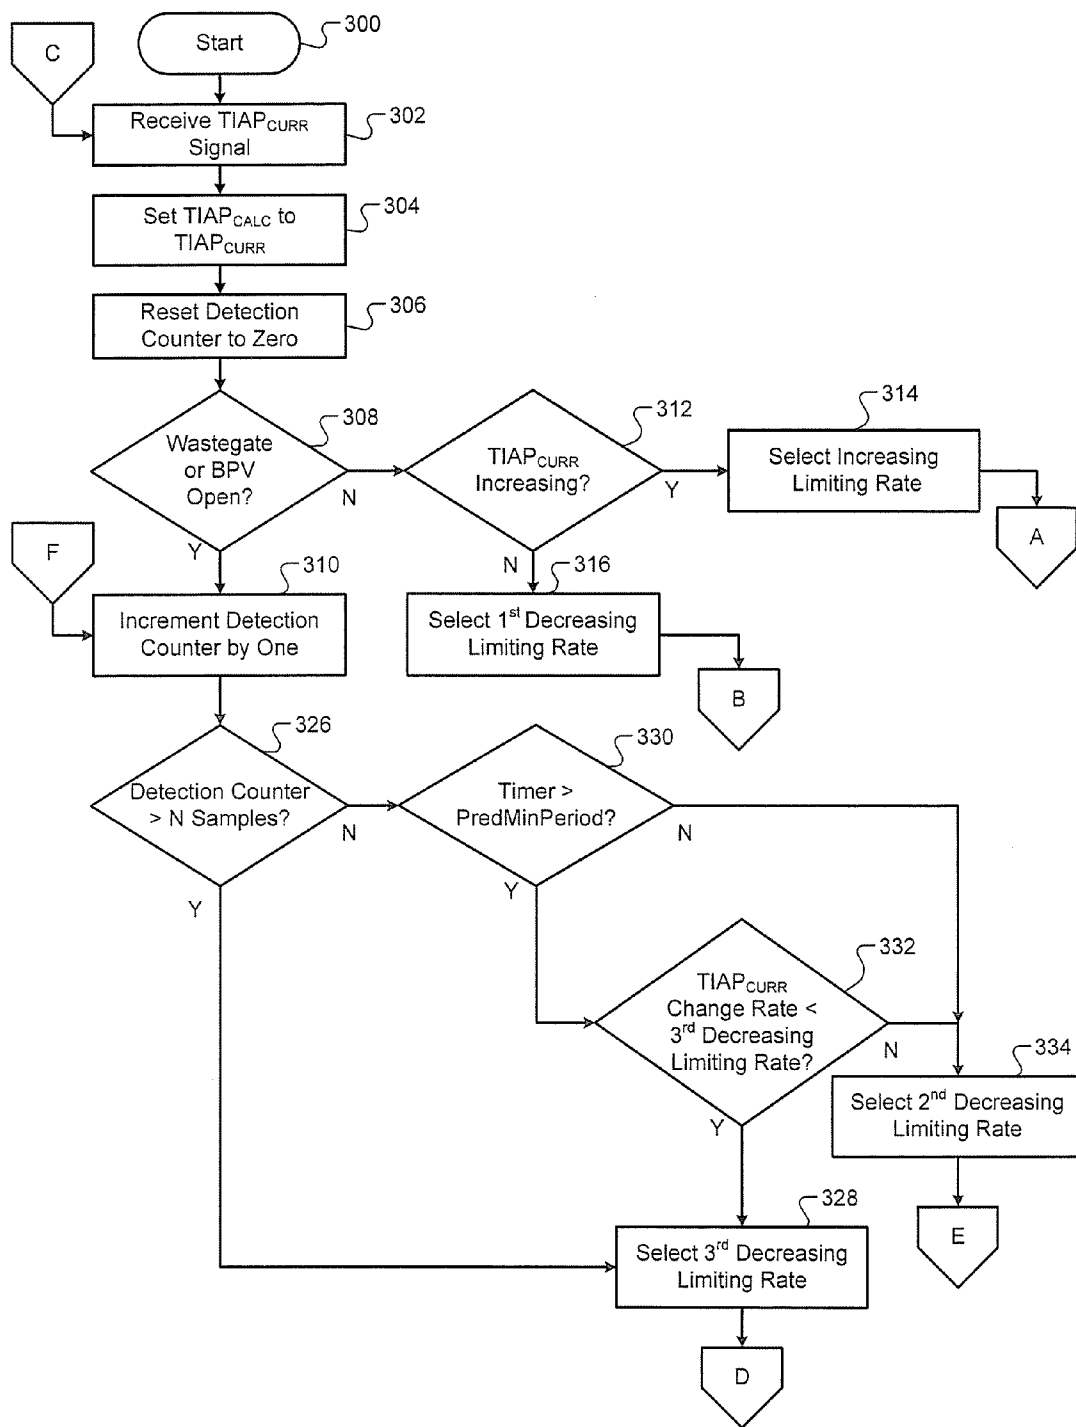 C
Start
300
Receive TIAPCURR
Signal
302
Set TIAPCALC to
TIAPCURR
304
Reset Detection
Counter to Zero
306
Wastegate
or BPV
Open?
308
N
Y
TIAPCURR
Increasing?
312
Y
N
Select Increasing
Limiting Rate
314
A
F
Increment Detection
Counter by One
310
Select 1st Decreasing
Limiting Rate
316
B
Detection Counter
> N Samples?
326
N
Y
Timer >
PredMinPeriod?
330
N
Y
TIAPCURR
Change Rate <
3rd Decreasing
Limiting Rate?
332
N
Y
Select 2nd Decreasing
Limiting Rate
334
E
Select 3rd Decreasing
Limiting Rate
328
D